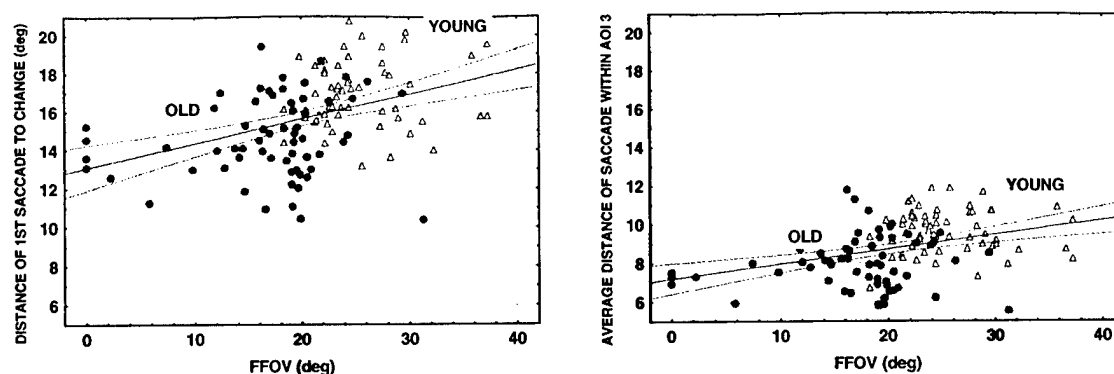 DISTANCE OF 1ST SACCADE TO CHANGE (deg)
20
18
16
14
12
10
8
6
YOUNG
OLD
0 10 20 30 40
FFOV (deg)
AVERAGE DISTANCE OF SACCADE WITHIN AOI 3
20
18
16
14
12
10
8
6
YOUNG
OLD
0 10 20 30 40
FFOV (deg)